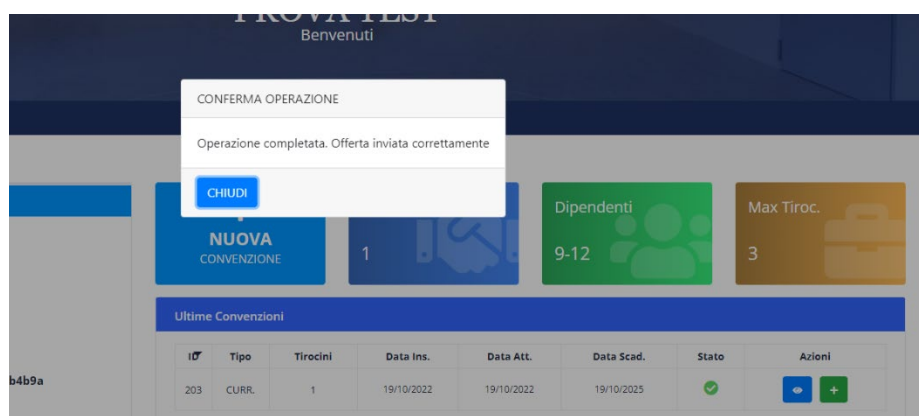 PROVA TEST
Benvenuti
CONFERMA OPERAZIONE
Operazione completata. Offerta inviata correttamente
CHIUDI
NUOVA
CONVENZIONE
1
Dipendenti
9-12
Max Tiroc.
3
Ultime Convenzioni
ID Tipo Tirocini Data Ins. Data Att. Data Scad. Stato Azioni
b4b9a
203 CURR. 1 19/10/2022 19/10/2022 19/10/2025